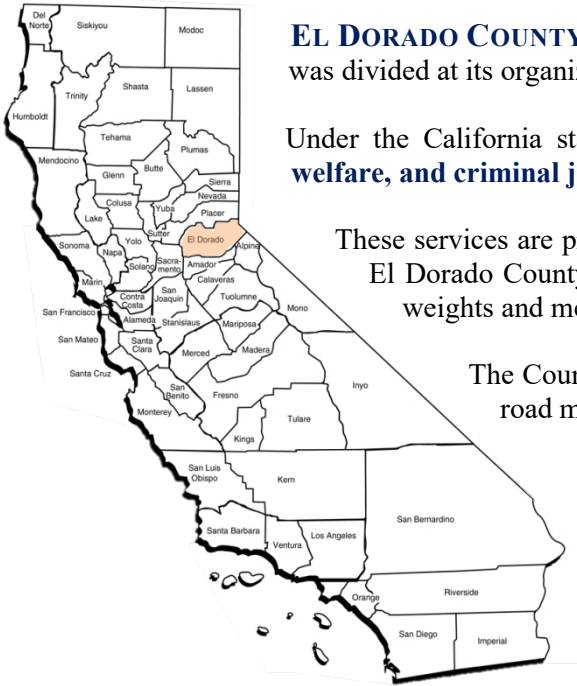 EL DORADO COUNTY
was divided at its organiz
Under the California st
welfare, and criminal j
These services are p
El Dorado County
weights and m
The Coun
road m
Del
Norte
Siskiyou
Modoc
Humboldt
Trinity
Shasta
Lassen
Mendocino
Tehama
Plumas
Glenn
Butte
Sierra
Colusa
Yuba
Nevada
Placer
Lake
Sutter
El Dorado
Alpine
Sonoma
Napa
Yolo
Solano
Sacra-
mento
Amador
Calaveras
Marin
Contra
Costa
San
Joaquin
Tuolumne
Mono
San Francisco
Alameda
Stanislaus
Mariposa
San Mateo
Santa
Clara
Merced
Madera
Santa Cruz
San
Benito
Fresno
Inyo
Monterey
Tulare
Kings
San Luis
Obispo
Kern
San Bernardino
Santa Barbara
Ventura
Los Angeles
Orange
Riverside
San Diego
Imperial